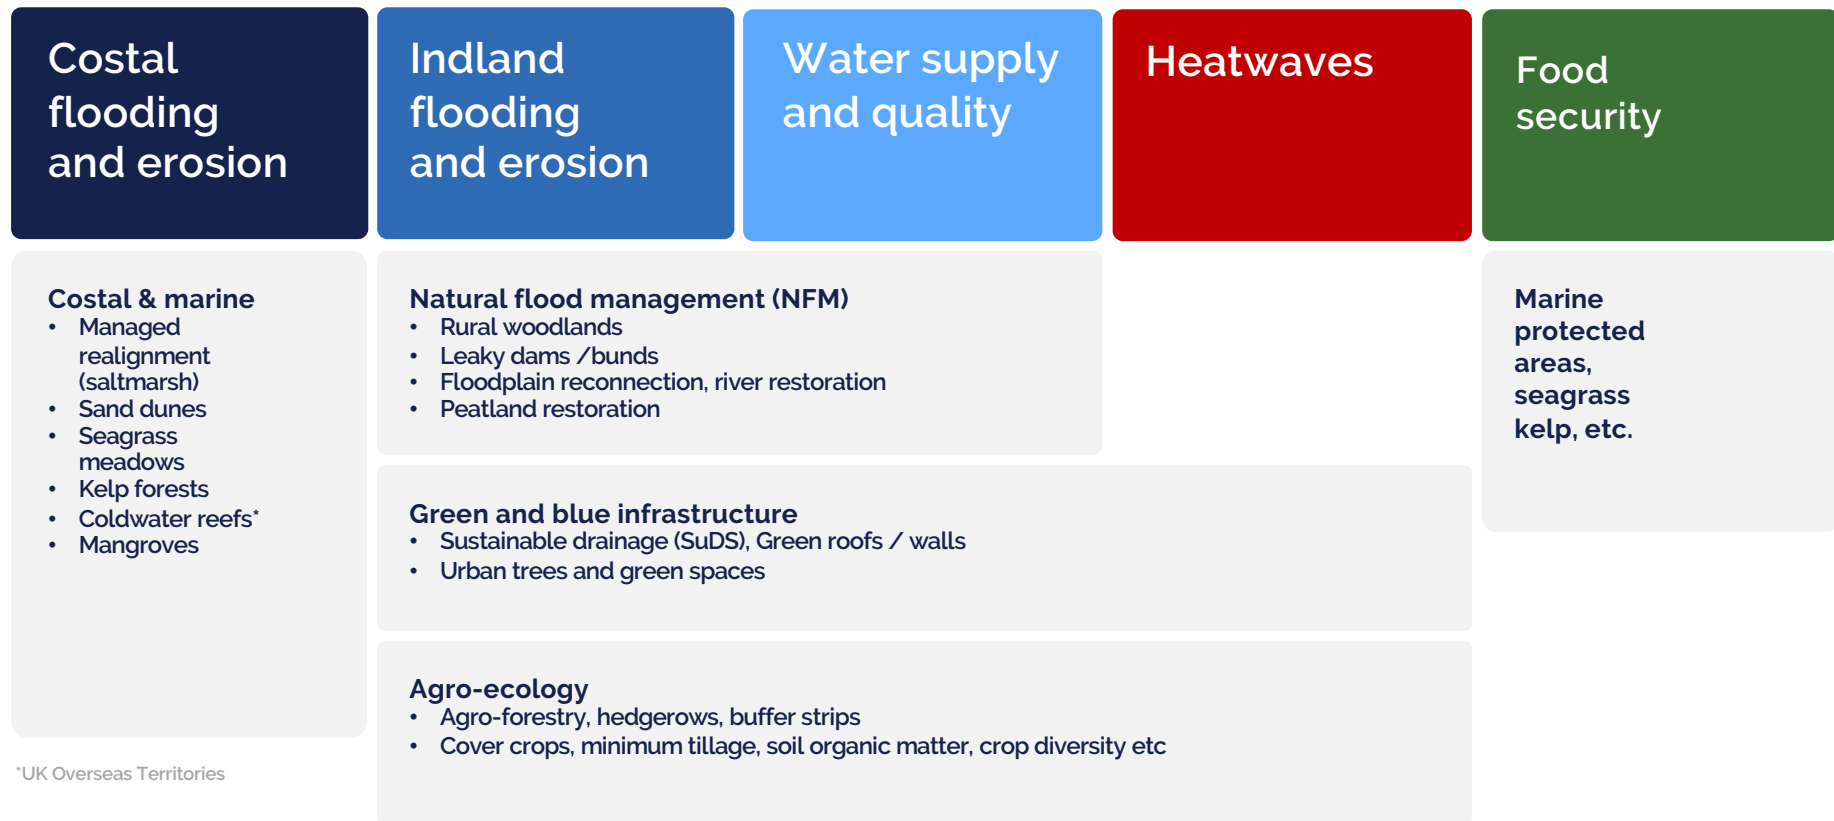 Costal
flooding
and erosion
Indland
flooding
and erosion
Water supply
and quality
Heatwaves
Food
security
Costal & marine
• Managed
realignment
(saltmarsh)
• Sand dunes
• Seagrass
meadows
• Kelp forests
• Coldwater reefs*
• Mangroves
*UK Overseas Territories
Natural flood management (NFM)
• Rural woodlands
• Leaky dams /bunds
• Floodplain reconnection, river restoration
• Peatland restoration
Green and blue infrastructure
• Sustainable drainage (SuDS), Green roofs / walls
• Urban trees and green spaces
Agro-ecology
• Agro-forestry, hedgerows, buffer strips
• Cover crops, minimum tillage, soil organic matter, crop diversity etc
Marine
protected
areas,
seagrass
kelp, etc.